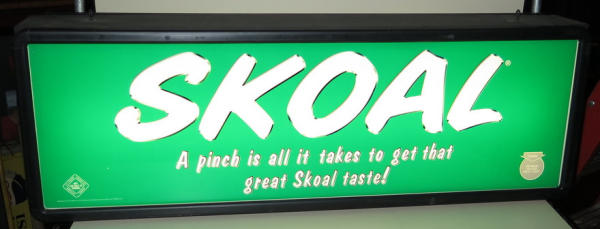 SKOAL®
A pinch is all it takes to get that
great Skoal taste!